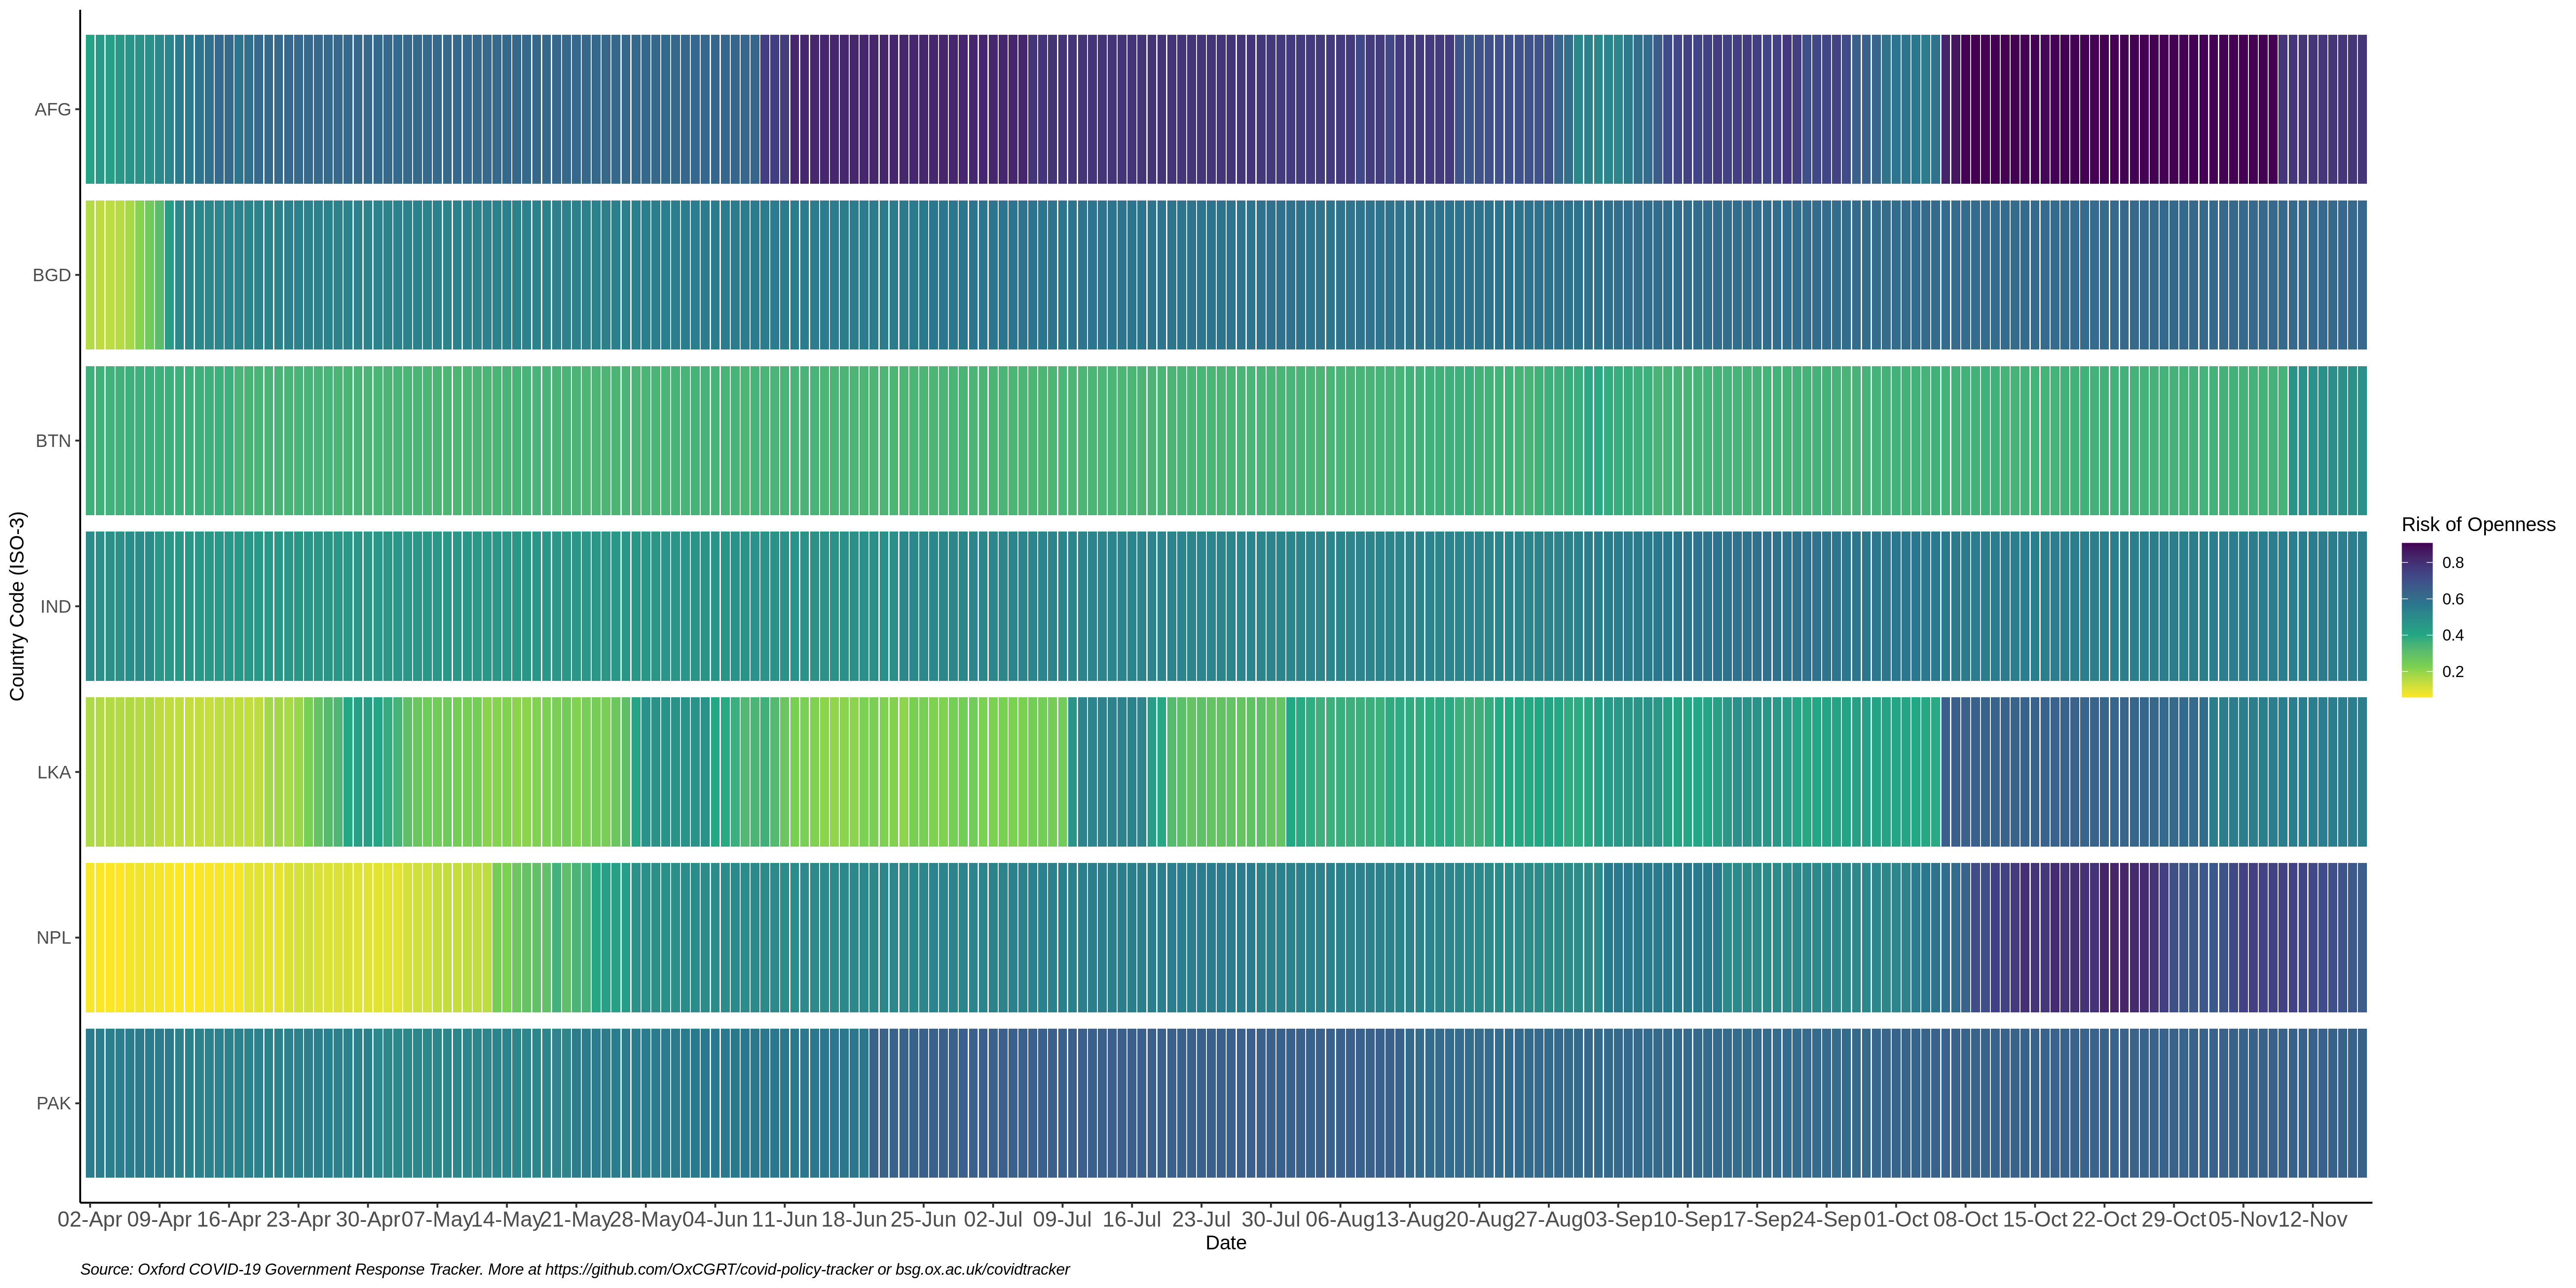 AFG
BGD
BTN
IND
LKA
NPL
PAK
Country Code (ISO-3)
Risk of Openness
0.8
0.6
0.4
0.2
02-Apr 09-Apr 16-Apr 23-Apr 30-Apr 07-May 14-May 21-May 28-May 04-Jun 11-Jun 18-Jun 25-Jun 02-Jul 09-Jul 16-Jul 23-Jul 30-Jul 06-Aug 13-Aug 20-Aug 27-Aug 03-Sep 10-Sep 17-Sep 24-Sep 01-Oct 08-Oct 15-Oct 22-Oct 29-Oct 05-Nov 12-Nov
Date
Source: Oxford COVID-19 Government Response Tracker. More at https://github.com/OxCGRT/covid-policy-tracker or bsg.ox.ac.uk/covidtracker